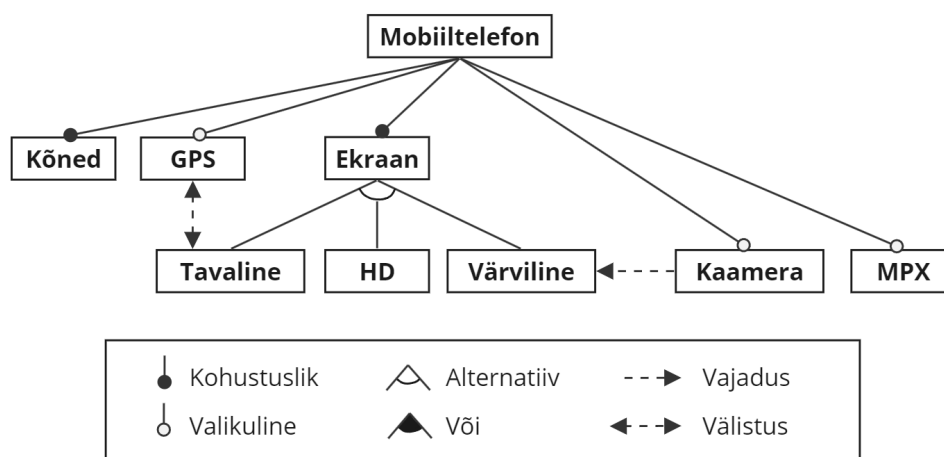 Mobiiltelefon
Kõned
GPS
Ekraan
Tavaline
HD
Värviline
Kaamera
MPX
Kohustuslik
Alternatiiv
Vajadus
Valikuline
Või
Välistus